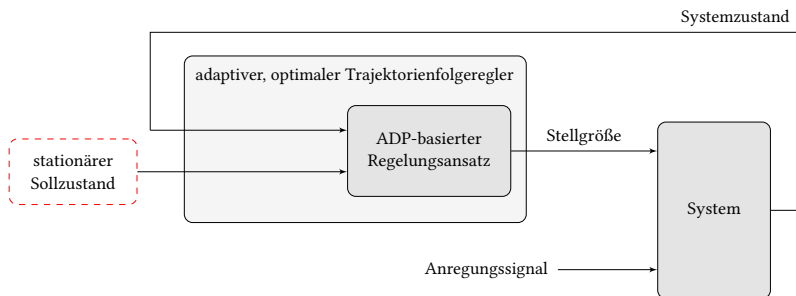 Systemzustand
adaptiver, optimaler Trajektorienfolgeregler
ADP-basierter
Regelungsansatz
Stellgröße
stationärer
Sollzustand
System
Anregungssignal